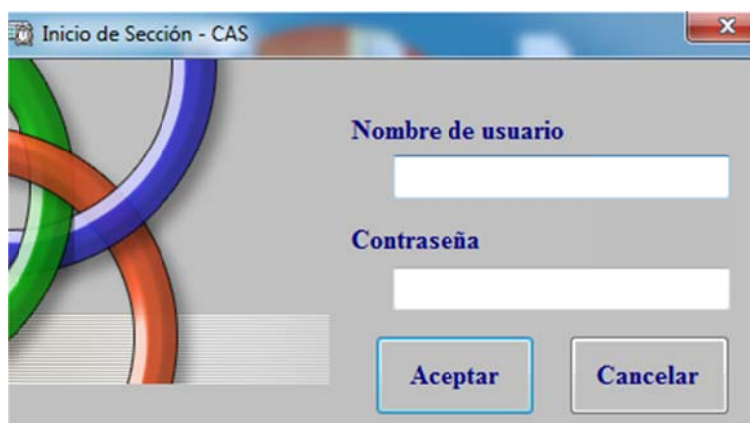 Inicio de Sección - CAS
Nombre de usuario
Contraseña
Aceptar
Cancelar